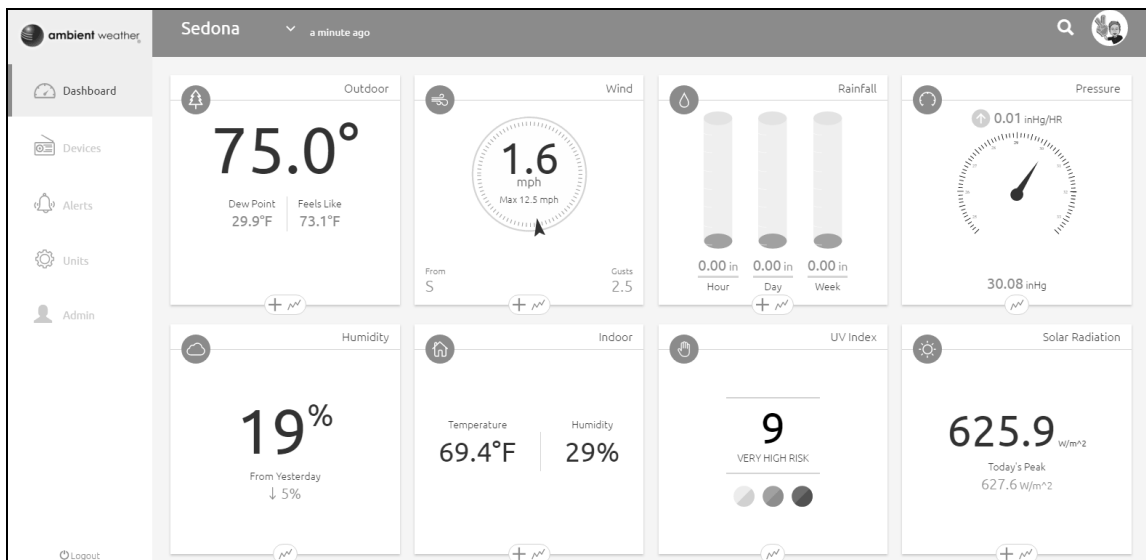 ambient weather
Sedona a minute ago
Dashboard
Devices
Alerts
Units
Admin
Logout
Outdoor
75.0°
Dew Point Feels Like
29.9°F 73.1°F
Wind
1.6
mph
Max 12.5 mph
From Gusts
S 2.5
Rainfall
0.00 in 0.00 in 0.00 in
Hour Day Week
Pressure
0.01 inHg/HR
30.08 inHg
Humidity
19%
From Yesterday
↓ 5%
Indoor
Temperature Humidity
69.4°F 29%
UV Index
9
VERY HIGH RISK
Solar Radiation
625.9 W/m^2
Today's Peak
627.6 W/m^2